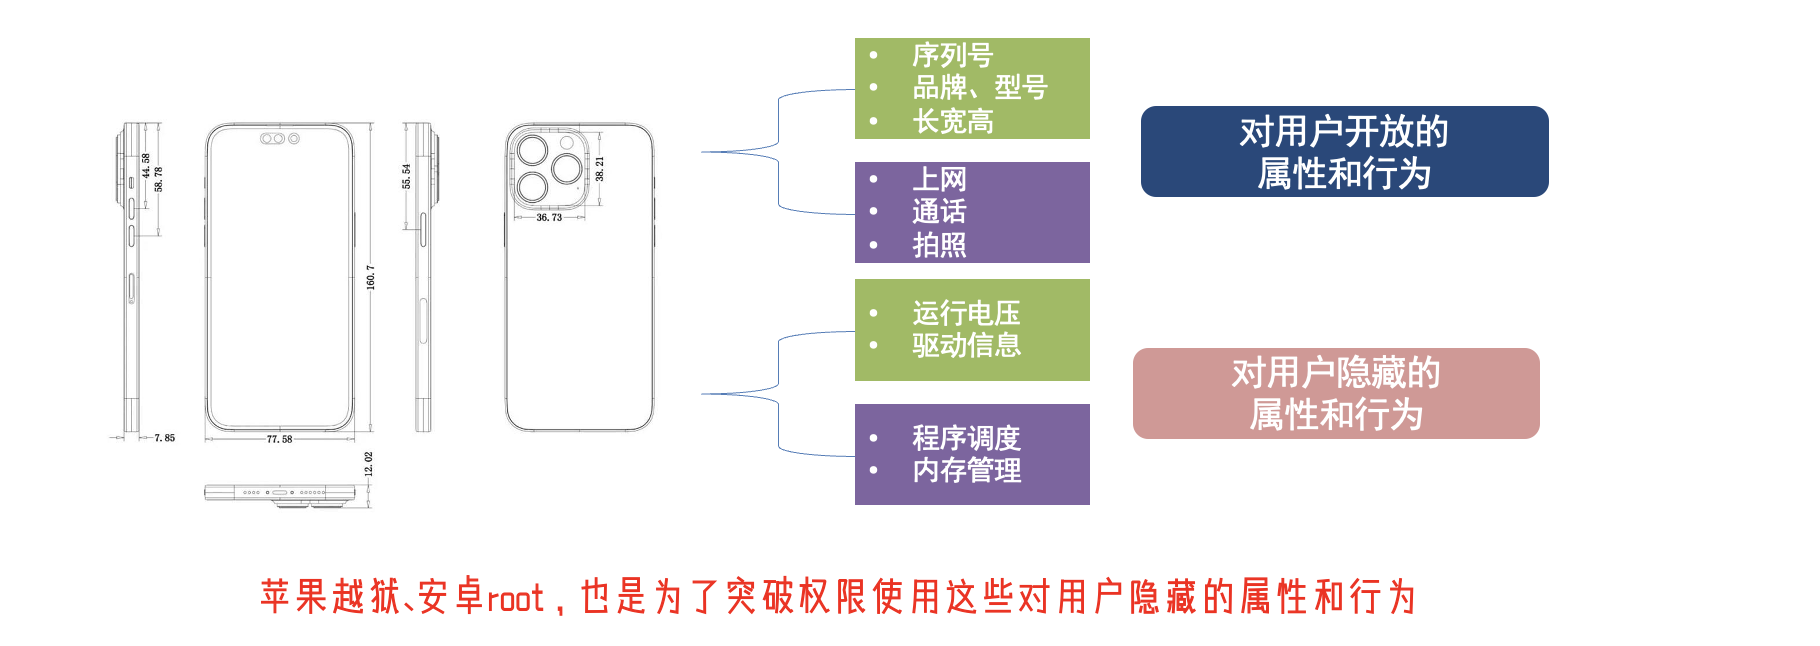 序列号
品牌、型号
长宽高
上网
通话
拍照
对用户开放的
属性和行为
运行电压
驱动信息
程序调度
内存管理
对用户隐藏的
属性和行为
44.58
58.78
160.7
55.54
38.21
36.73
7.85
77.58
12.02
苹果越狱、安卓root，也是为了突破权限使用这些对用户隐藏的属性和行为